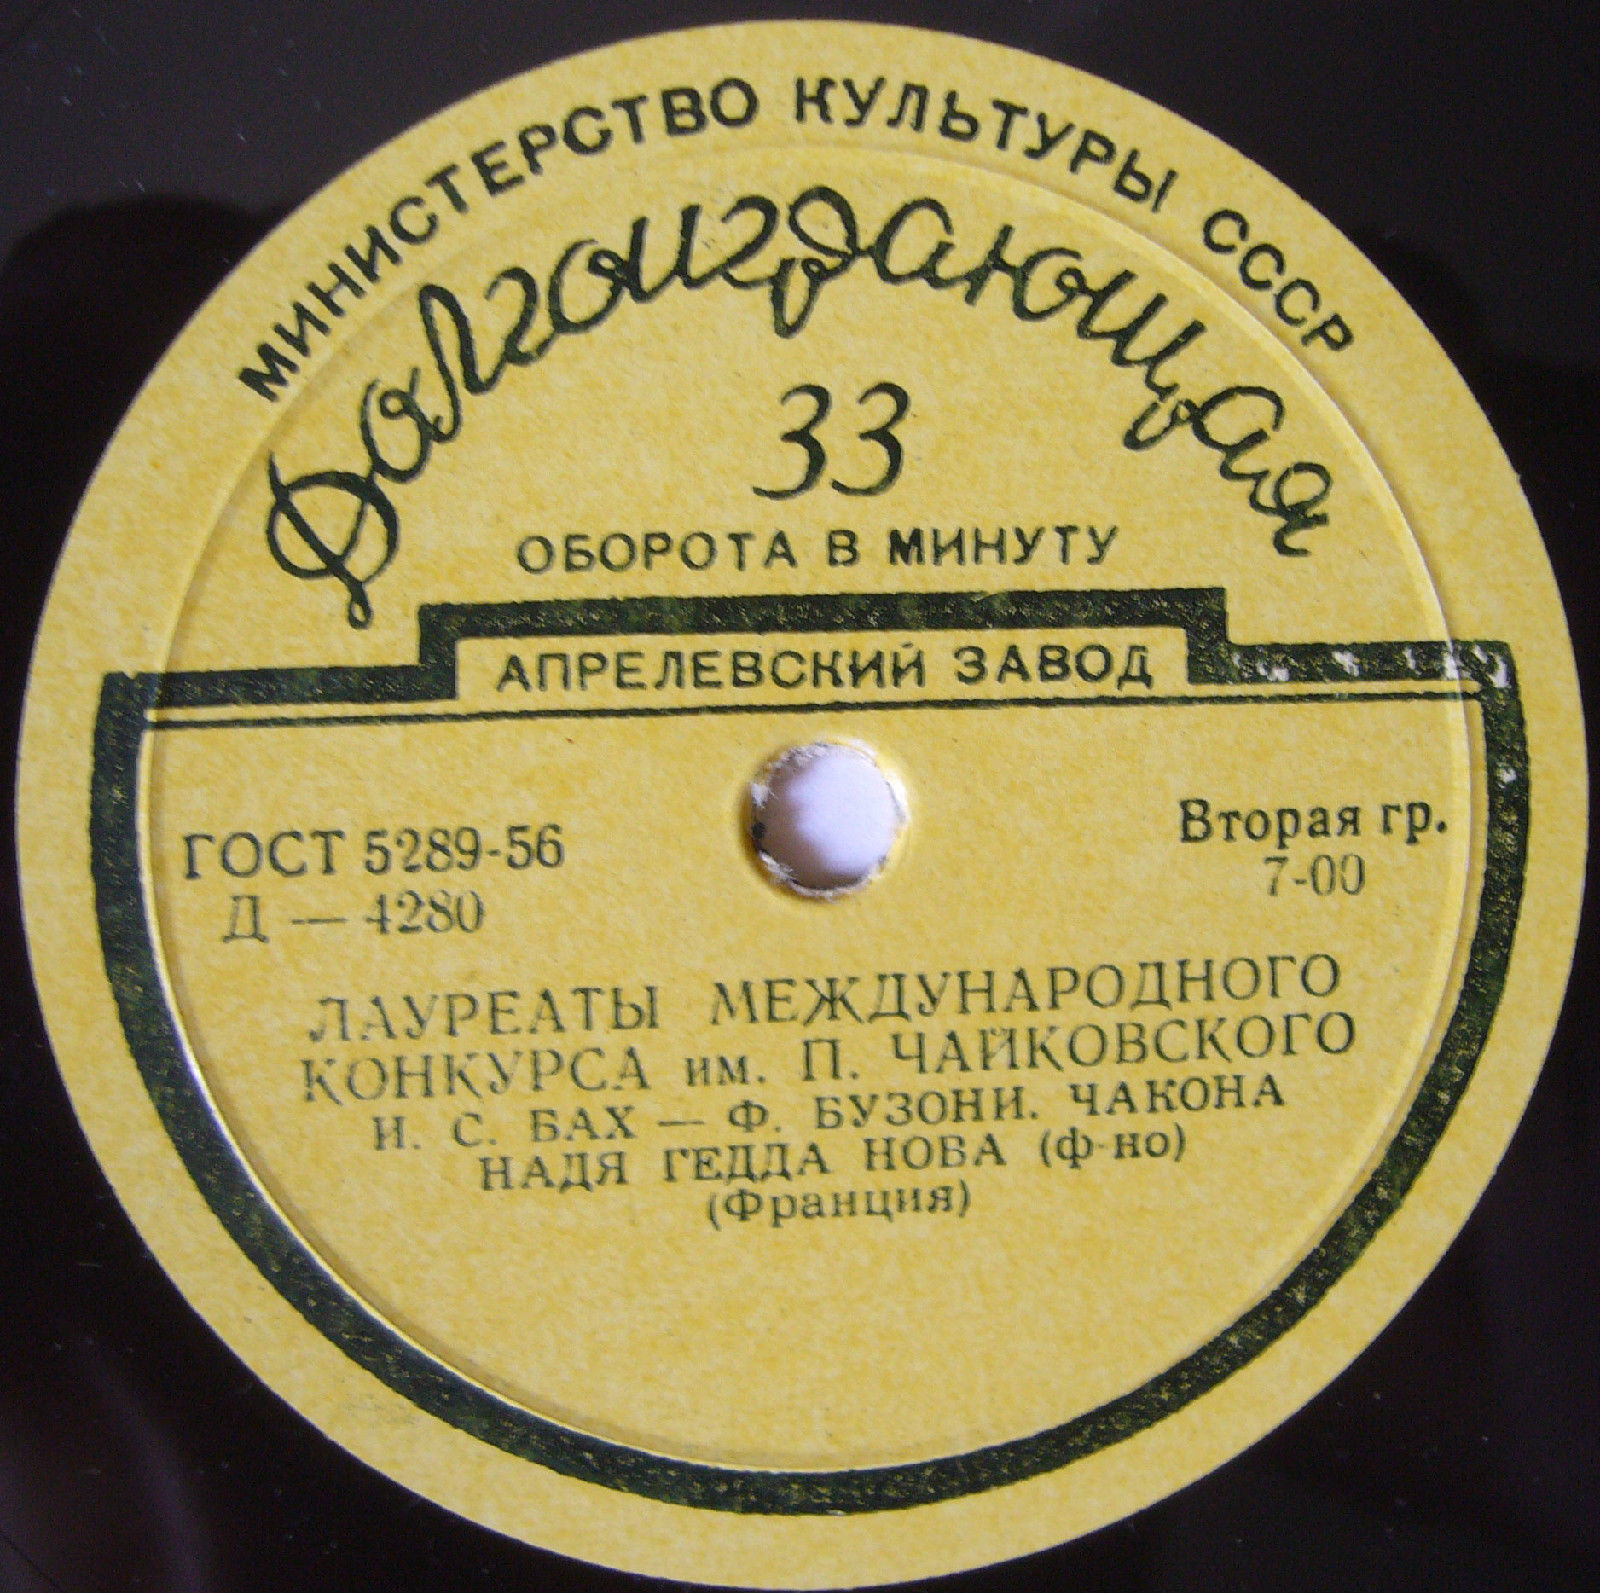 МИНИСТЕРСТВО КУЛЬТУРЫ СССР
Долгоиграющая
33
ОБОРОТА В МИНУТУ
АПРЕЛЕВСКИЙ ЗАВОД
ГОСТ 5289-56
Вторая гр.
Д — 4280
7-00
ЛАУРЕАТЫ МЕЖДУНАРОДНОГО
КОНКУРСА им. П. ЧАЙКОВСКОГО
И. С. БАХ — Ф. БУЗОНИ. ЧАКОНА
НАДЯ ГЕДДА НОВА (ф-но)
(Франция)